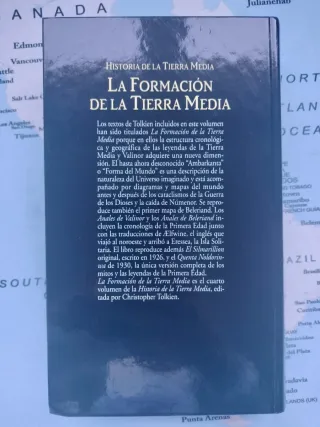 CANADA
Edmon
Vancouver
Salt Lake Ci
Tijuana
HISTORIA DE LA TIERRA MEDIA
LA FORMACIÓN
DE LA TIERRA MEDIA
Los textos de Tolkien incluidos en este volumen
han sido titulados La Formación de la Tierra
Media porque en ellos la estructura cronológi-
ca y geográfica de las leyendas de la Tierra
Media y Valinor adquiere una nueva dimen-
sión. El hasta ahora desconocido "Ambarkanta"
o "Forma del Mundo" es una descripción de la
naturaleza del Universo imaginado y está acom-
pañado por diagramas y mapas del mundo
antes y después de los cataclismos de la Guerra
de los Dioses y la caída de Númenor. Se repro-
duce también el primer mapa de Beleriand. Los
Anales de Valinor y los Anales de Beleriand in-
cluyen la cronología de la Primera Edad junto
con las traducciones de Ælfwine, el inglés que
viajó al noroeste y arribó a Eressëa, la Isla Soli-
taria. El libro reproduce además El Silmarillion
original, escrito en 1926, y el Quenta Noldorin-
wa de 1930, la única versión completa de los
mitos y las leyendas de la Primera Edad.
La Formación de la Tierra Media es el cuarto
volumen de la Historia de la Tierra Media, edi-
tada por Christopher Tolkien.
Julianehab
BRAZIL
SOUT
SOUTH
Punta Arenas